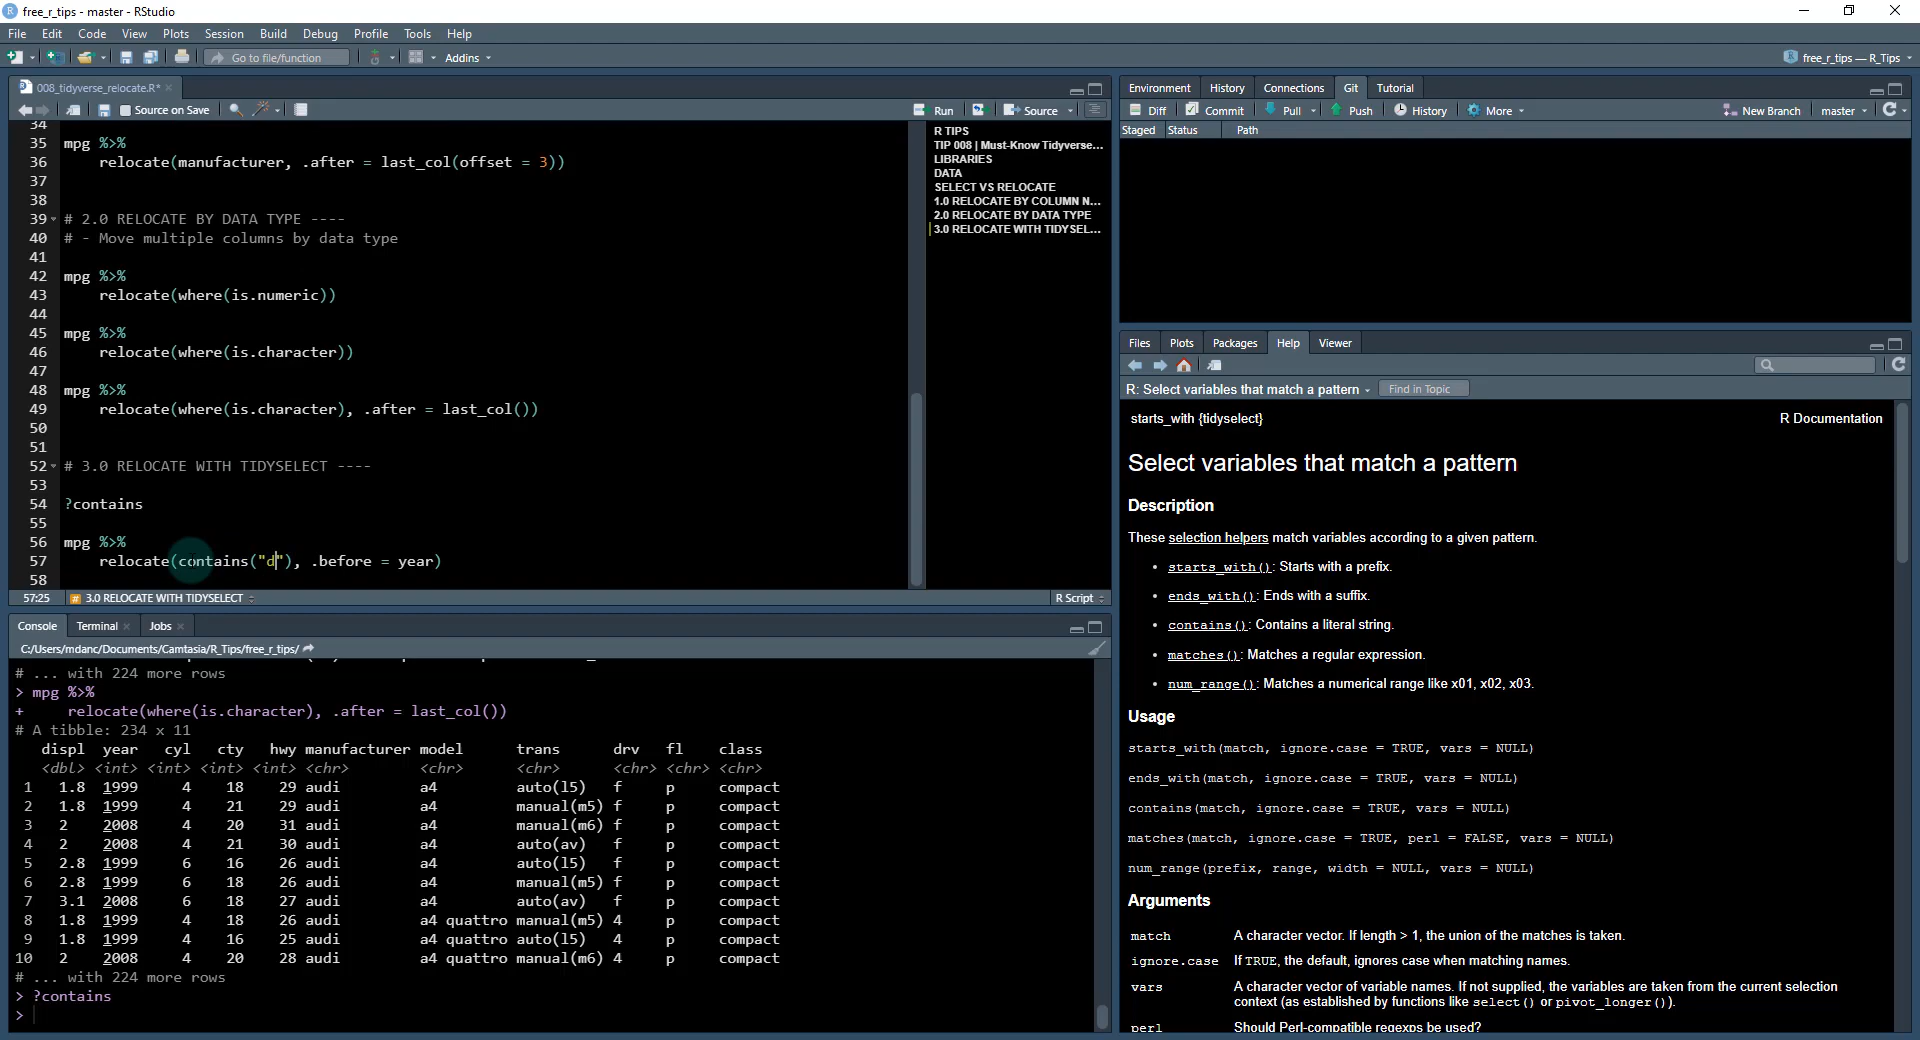 free_r_tips - master - RStudio
File Edit Code View Plots Session Build Debug Profile Tools Help
Go to file/function Addins free_r_tips — R_Tips
008_tidyverse_relocate.R*
Source on Save Run Source
34
35 mpg %>%
36 relocate(manufacturer, .after = last_col(offset = 3))
37
38
39 # 2.0 RELOCATE BY DATA TYPE ----
40 # - Move multiple columns by data type
41
42 mpg %>%
43 relocate(where(is.numeric))
44
45 mpg %>%
46 relocate(where(is.character))
47
48 mpg %>%
49 relocate(where(is.character), .after = last_col())
50
51
52 # 3.0 RELOCATE WITH TIDYSELECT ----
53
54 ?contains
55
56 mpg %>%
57 relocate(contains("d"), .before = year)
58
57:25 3.0 RELOCATE WITH TIDYSELECT R Script
R TIPS
TIP 008 | Must-Know Tidyverse...
LIBRARIES
DATA
SELECT VS RELOCATE
1.0 RELOCATE BY COLUMN N...
2.0 RELOCATE BY DATA TYPE
3.0 RELOCATE WITH TIDYSEL...
Console Terminal Jobs
C:/Users/mdanc/Documents/Camtasia/R_Tips/free_r_tips/
# ... with 224 more rows
> mpg %>%
+ relocate(where(is.character), .after = last_col())
# A tibble: 234 x 11
displ year cyl cty hwy manufacturer model trans drv fl class
<dbl> <int> <int> <int> <int> <chr> <chr> <chr> <chr> <chr> <chr>
1 1.8 1999 4 18 29 audi a4 auto(l5) f p compact
2 1.8 1999 4 21 29 audi a4 manual(m5) f p compact
3 2 2008 4 20 31 audi a4 manual(m6) f p compact
4 2 2008 4 21 30 audi a4 auto(av) f p compact
5 2.8 1999 6 16 26 audi a4 auto(l5) f p compact
6 2.8 1999 6 18 26 audi a4 manual(m5) f p compact
7 3.1 2008 6 18 27 audi a4 auto(av) f p compact
8 1.8 1999 4 18 26 audi a4 quattro manual(m5) 4 p compact
9 1.8 1999 4 16 25 audi a4 quattro auto(l5) 4 p compact
10 2 2008 4 20 28 audi a4 quattro manual(m6) 4 p compact
# ... with 224 more rows
> ?contains
>
Environment History Connections Git Tutorial
Diff Commit Pull Push History More New Branch master
Staged Status Path
Files Plots Packages Help Viewer
R: Select variables that match a pattern Find in Topic
starts_with {tidyselect} R Documentation
Select variables that match a pattern
Description
These selection helpers match variables according to a given pattern.
• starts_with(): Starts with a prefix.
• ends_with(): Ends with a suffix.
• contains(): Contains a literal string.
• matches(): Matches a regular expression.
• num_range(): Matches a numerical range like x01, x02, x03.
Usage
starts_with(match, ignore.case = TRUE, vars = NULL)
ends_with(match, ignore.case = TRUE, vars = NULL)
contains(match, ignore.case = TRUE, vars = NULL)
matches(match, ignore.case = TRUE, perl = FALSE, vars = NULL)
num_range(prefix, range, width = NULL, vars = NULL)
Arguments
match A character vector. If length > 1, the union of the matches is taken.
ignore.case If TRUE, the default, ignores case when matching names.
vars A character vector of variable names. If not supplied, the variables are taken from the current selection
context (as established by functions like select() or pivot_longer()).
perl Should Perl-compatible regexps be used?